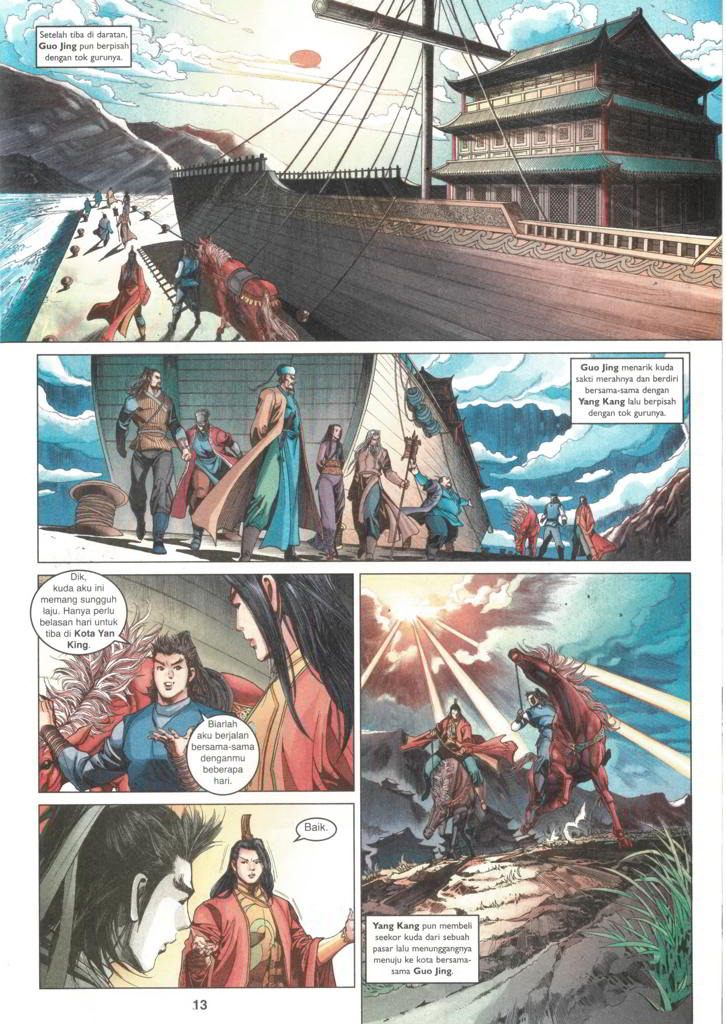 Setelah tiba di daratan,
Guo Jing pun berpisah
dengan tok gurunya.
Guo Jing menarik kuda
sakti merahnya dan berdiri
bersama-sama dengan
Yang Kang lalu berpisah
dengan tok gurunya.
Dik,
kuda aku ini
memang sungguh
laju. Hanya perlu
belasan hari untuk
tiba di Kota Yan
King.
Biarlah
aku berjalan
bersama-sama
denganmu
beberapa
hari.
Baik.
Yang Kang pun membeli
seekor kuda dari sebuah
pasar lalu menunggangnya
menuju ke kota bersama-
sama Guo Jing.
13